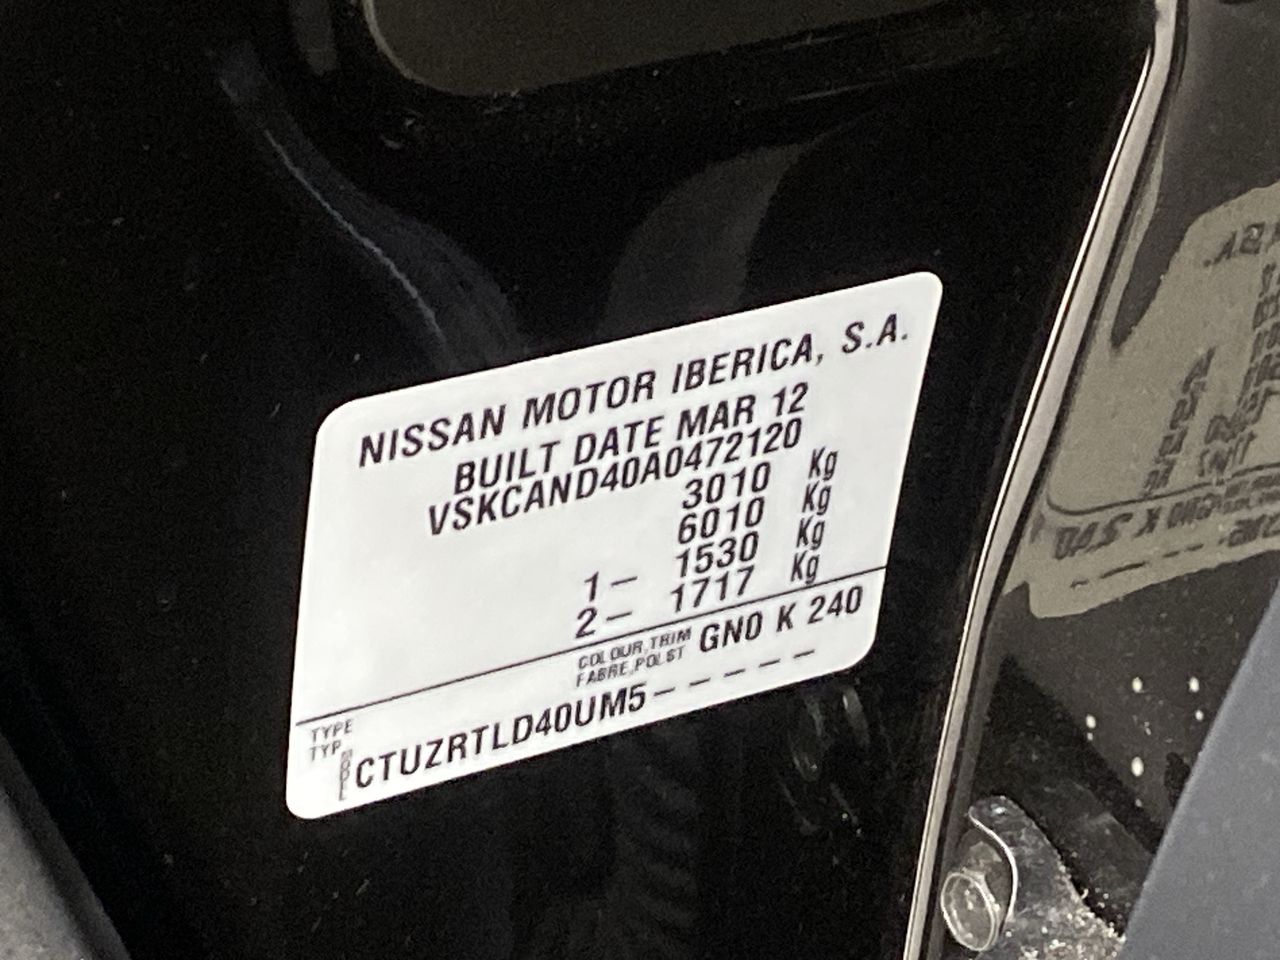 NISSAN MOTOR IBERICA, S.A.
BUILT DATE MAR 12
VSKCAND40A0472120
3010 Kg
6010 Kg
1- 1530 Kg
2- 1717 Kg
COLOUR,TRIM GN0 K 240
FABRE,POLST
TYPE
TYP
MODEL CTUZRTLD40UM5-----